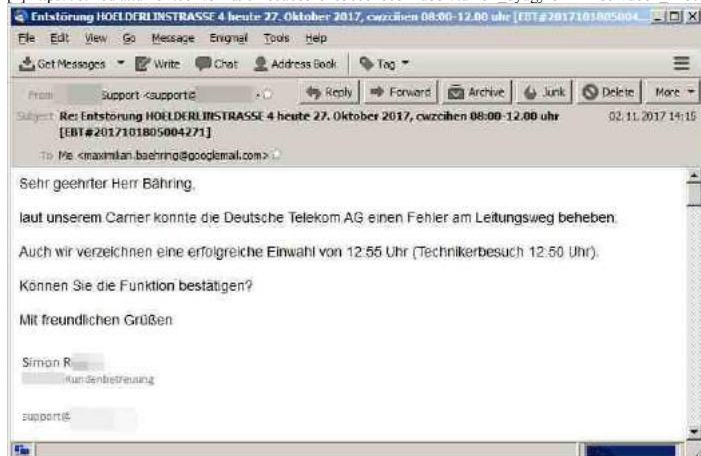 Entstörung HOELDERLINSTRASSE 4 heute 27. Oktober 2017, cwzcihen 08:00-12.00 uhr [EBT#2017101805004...
File Edit View Go Message Enigmail Tools Help
Get Messages Write Chat Address Book Tag
From Support <support@ Reply Forward Archive Junk Delete More
Subject Re: Entstörung HOELDERLINSTRASSE 4 heute 27. Oktober 2017, cwzcihen 08:00-12.00 uhr 02.11.2017 14:15
[EBT#2017101805004271]
To Me <maximilian.baehring@googlemail.com>
Sehr geehrter Herr Bähring,
laut unserem Carrier konnte die Deutsche Telekom AG einen Fehler am Leitungsweg beheben.
Auch wir verzeichnen eine erfolgreiche Einwahl von 12:55 Uhr (Technikerbesuch 12:50 Uhr).
Können Sie die Funktion bestätigen?
Mit freundlichen Grüßen
Simon R
Kundenbetreuung
support@